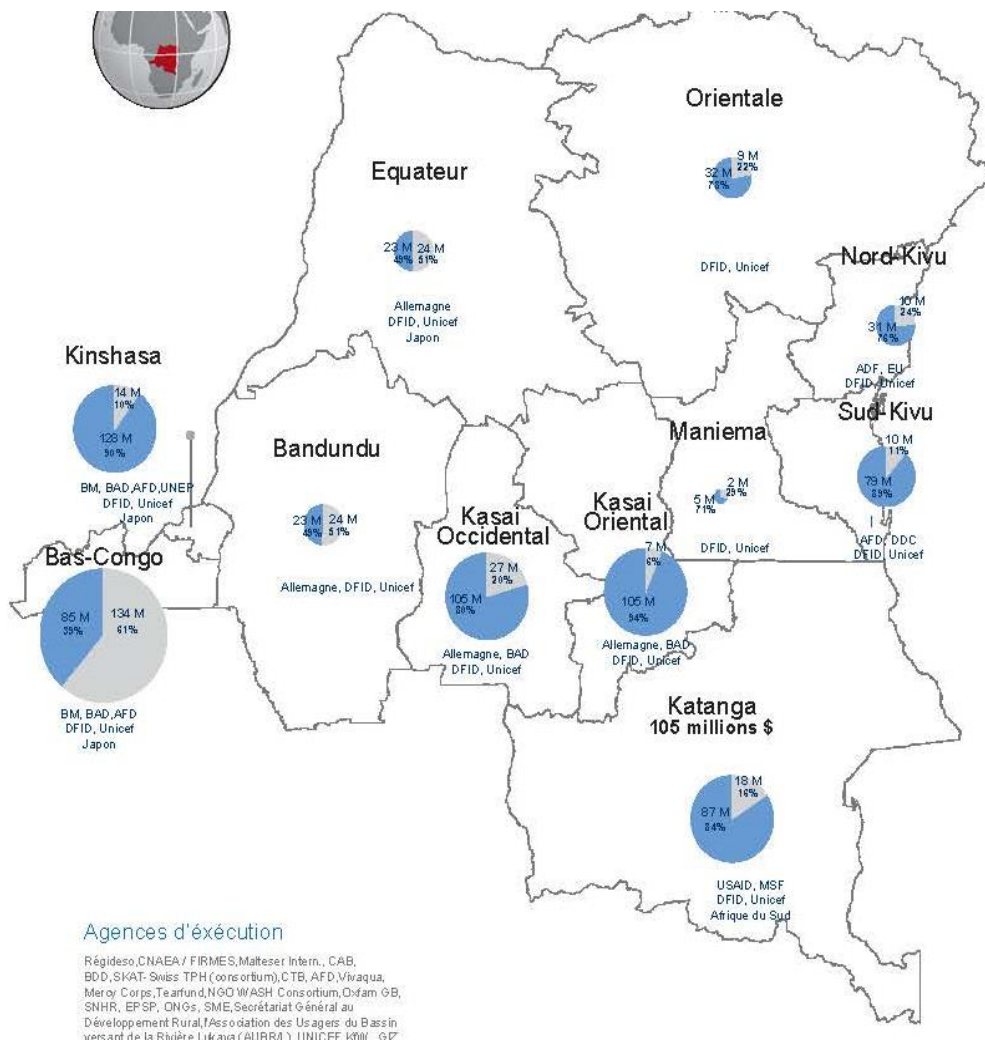 Orientale
9 M
22%
32 M
78%
DFID, Unicef
Equateur
23 M
49%
24 M
51%
Allemagne
DFID, Unicef
Japon
Nord-Kivu
10 M
24%
31 M
76%
ADF, EU
DFID, Unicef
Kinshasa
14 M
10%
128 M
90%
BM, BAD,AFD,UNEP
DFID, Unicef
Japon
Bandundu
23 M
49%
24 M
51%
Allemagne, DFID, Unicef
Maniema
2 M
29%
5 M
71%
DFID, Unicef
Sud-Kivu
10 M
11%
79 M
89%
AFD, DDC
DFID, Unicef
Kasai
Occidental
27 M
20%
105 M
80%
Allemagne, BAD
DFID, Unicef
Kasai
Oriental
7 M
6%
105 M
94%
Allemagne, BAD
DFID, Unicef
Bas-Congo
85 M
39%
134 M
61%
BM, BAD,AFD
DFID, Unicef
Japon
Katanga
105 millions $
18 M
16%
87 M
84%
USAID, MSF
DFID, Unicef
Afrique du Sud
Agences d'éxécution
Régideso,CNAEA / FIRMES,Malteser Intern., CAB,
BDD,SKAT- Swiss TPH (consortium),CTB, AFD,Vivaqua,
Mercy Corps,Tearfund,NGO WASH Consortium,Oxfam GB,
SNHR, EPSP, ONGs, SME,Secrétariat Général au
Développement Rural,l'Association des Usagers du Bassin
versant de la Rivière Lukaya (AUBR/L), UNICEF,